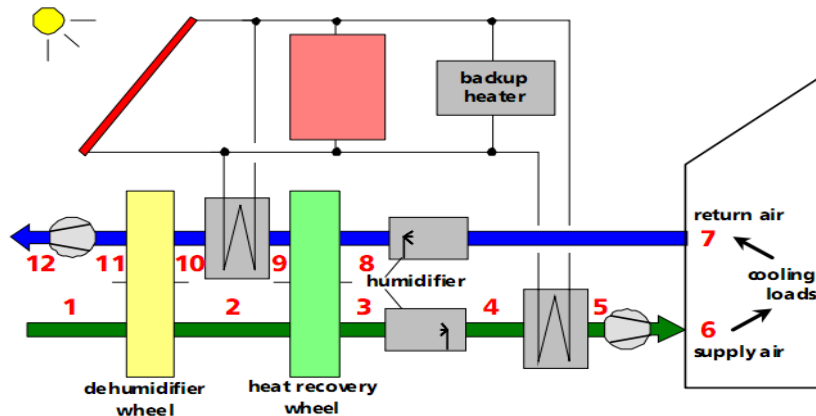 backup
heater
return air
7
12
11
10
9
8
humidifier
cooling
loads
1
2
3
4
5
6
supply air
dehumidifier
wheel
heat recovery
wheel